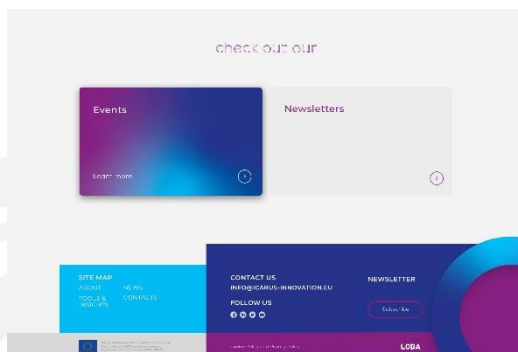 check out our
Events
Newsletters
Learn more
SITE MAP
ABOUT NEWS
TOOLS & INSIGHTS CONTACTS
CONTACT US
INFO@ICARUS-INNOVATION.EU
FOLLOW US
NEWSLETTER
Subscribe
LOBA